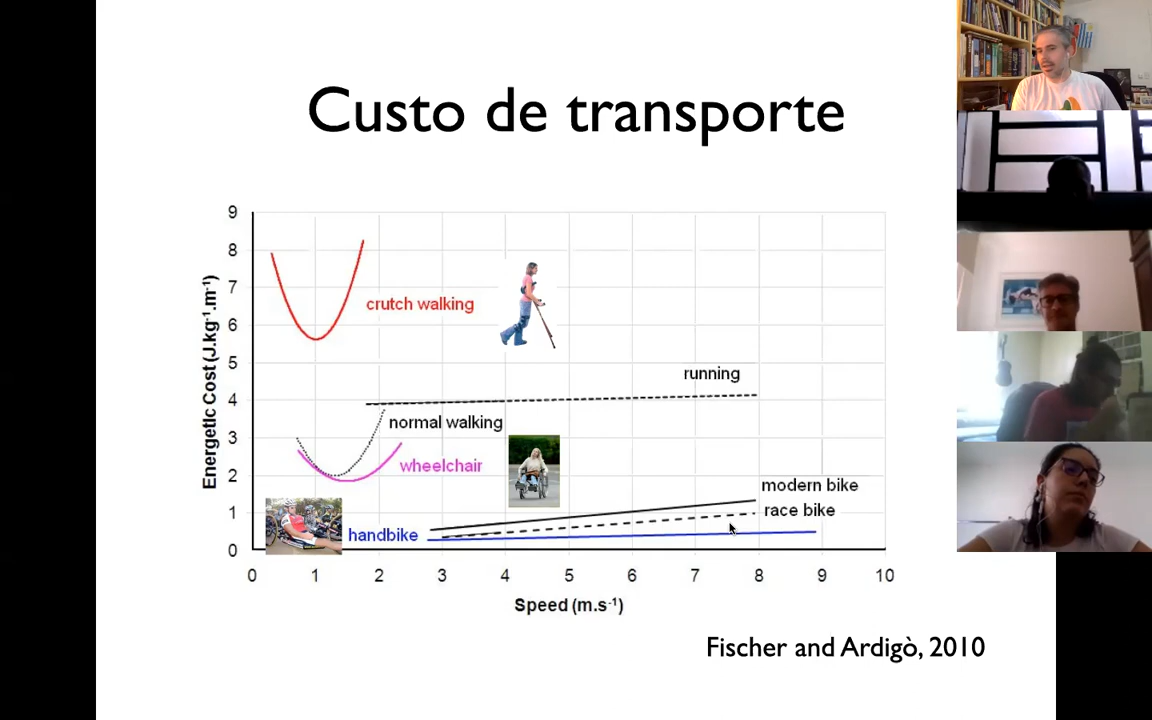 Custo de transporte
Energetic Cost (J.kg⁻¹.m⁻¹)
9
8
7
6
5
4
3
2
1
0
crutch walking
running
normal walking
wheelchair
modern bike
race bike
handbike
0 1 2 3 4 5 6 7 8 9 10
Speed (m.s⁻¹)
Fischer and Ardigò, 2010